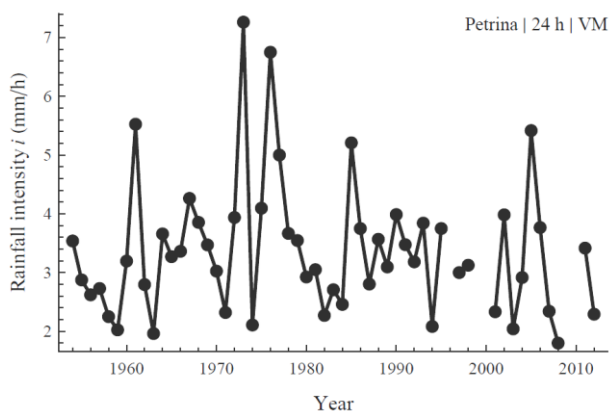 Petrina | 24 h | VM
Rainfall intensity i (mm/h)
7
6
5
4
3
2
1960 1970 1980 1990 2000 2010
Year